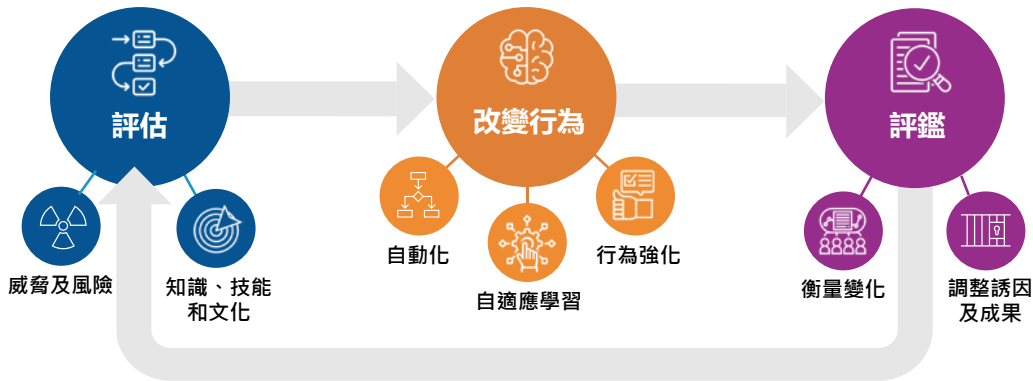 評估
改變行為
評鑑
威脅及風險
知識、技能
和文化
自動化
自適應學習
行為強化
衡量變化
調整誘因
及成果